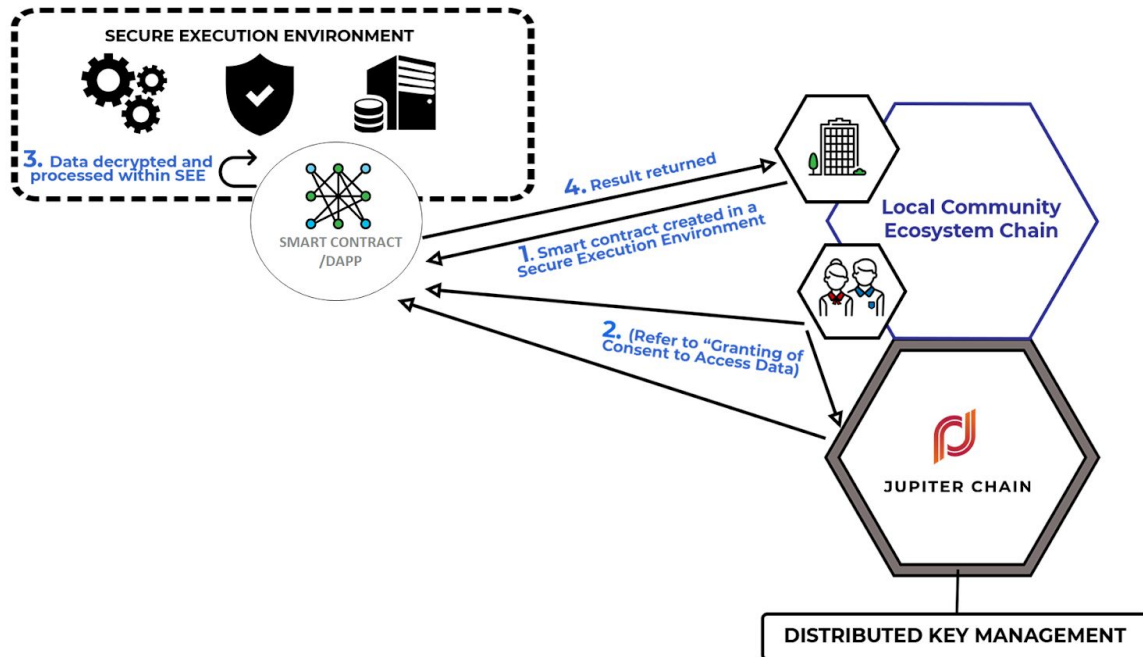 SECURE EXECUTION ENVIRONMENT
3. Data decrypted and
processed within SEE
SMART CONTRACT
/DAPP
4. Result returned
1. Smart contract created in a
Secure Execution Environment
2. (Refer to “Granting of
Consent to Access Data)
Local Community
Ecosystem Chain
JUPITER CHAIN
DISTRIBUTED KEY MANAGEMENT